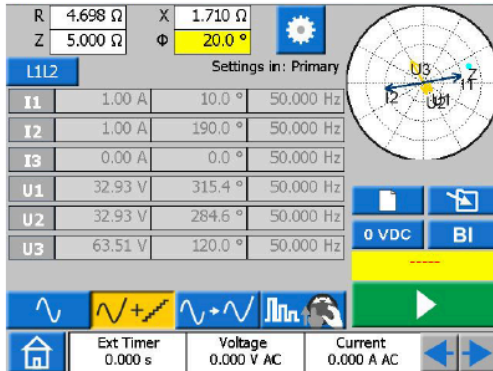 R 4.698 Ω X 1.710 Ω
Z 5.000 Ω Φ 20.0 °
L1L2 Settings in: Primary
I1 1.00 A 10.0 ° 50.000 Hz
I2 1.00 A 190.0 ° 50.000 Hz
I3 0.00 A 0.0 ° 50.000 Hz
U1 32.93 V 315.4 ° 50.000 Hz
U2 32.93 V 284.6 ° 50.000 Hz
U3 63.51 V 120.0 ° 50.000 Hz
U3 Z
I2 I1
0 VDC BI
-----
Ext Timer Voltage Current
0.000 s 0.000 V AC 0.000 A AC